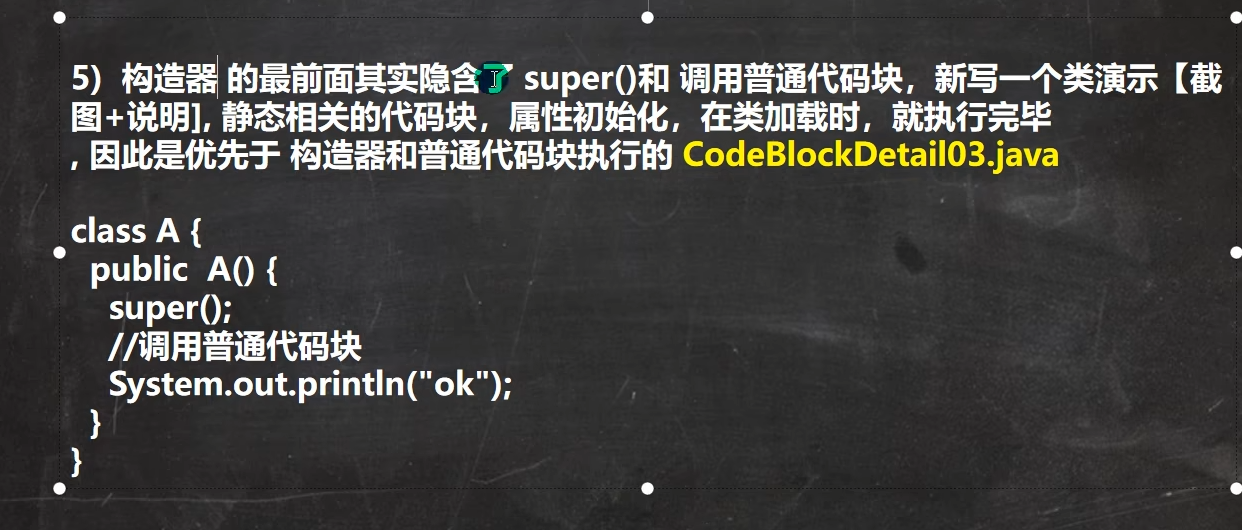 5)  构造器 的最前面其实隐含了 super()和 调用普通代码块，新写一个类演示【截
图+说明], 静态相关的代码块，属性初始化，在类加载时，就执行完毕
, 因此是优先于 构造器和普通代码块执行的 CodeBlockDetail03.java
class A {
public  A() {
super();
//调用普通代码块
System.out.println("ok");
}
}